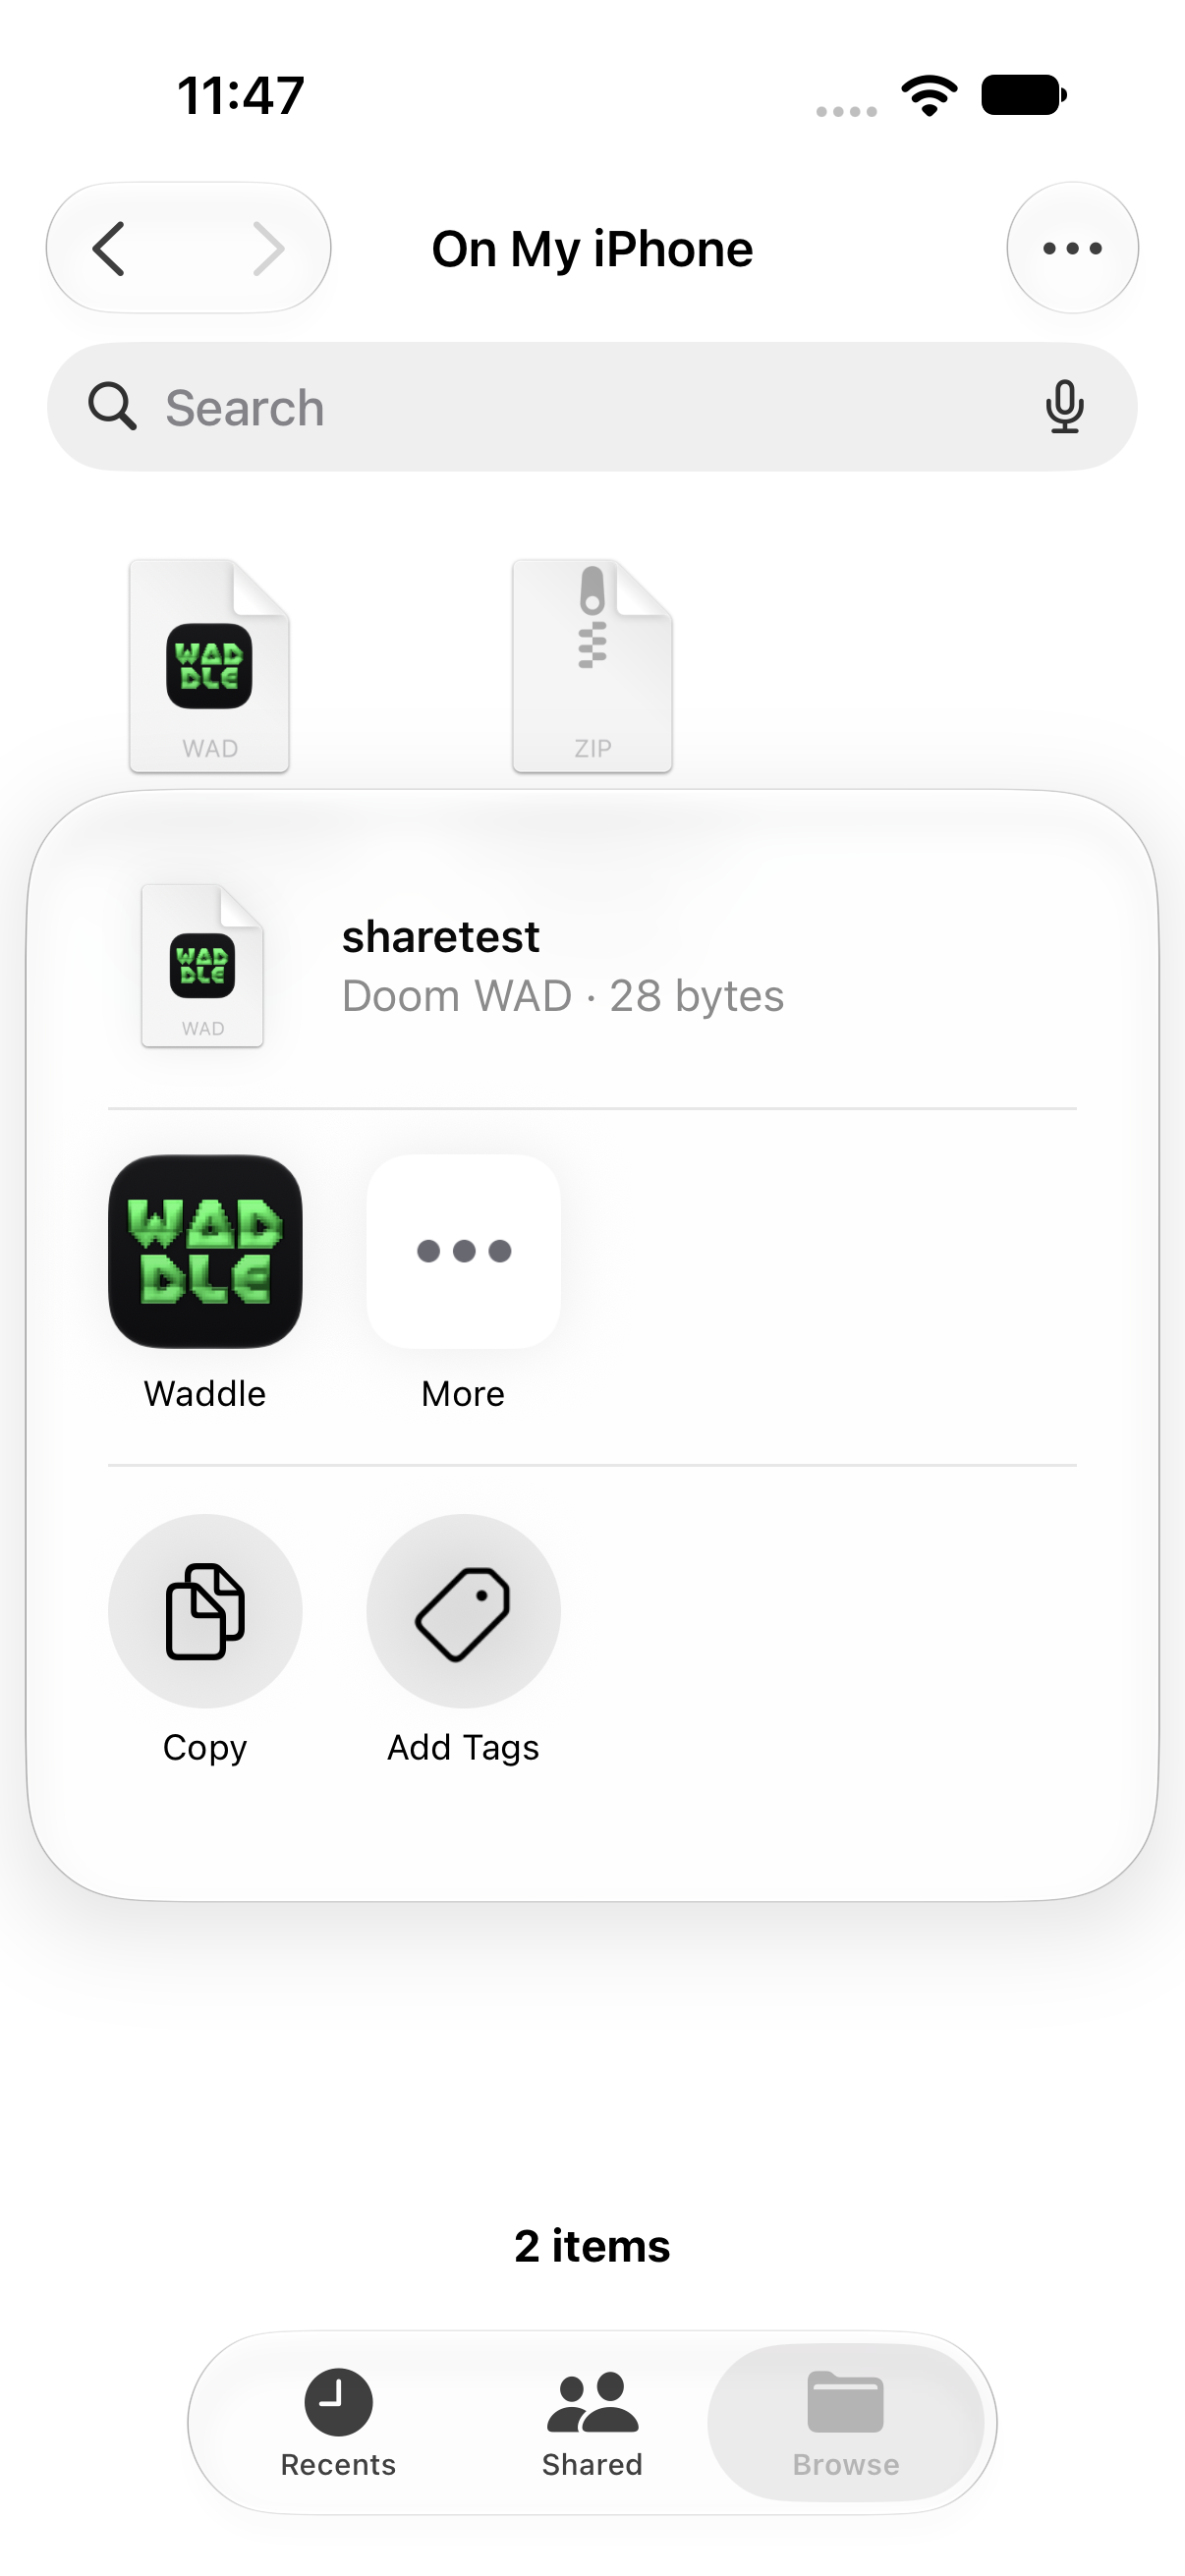 11:47
On My iPhone
Search
WAD
DLE
WAD
ZIP
WAD
DLE
WAD
sharetest
Doom WAD · 28 bytes
WAD
DLE
Waddle
More
Copy
Add Tags
2 items
Recents
Shared
Browse